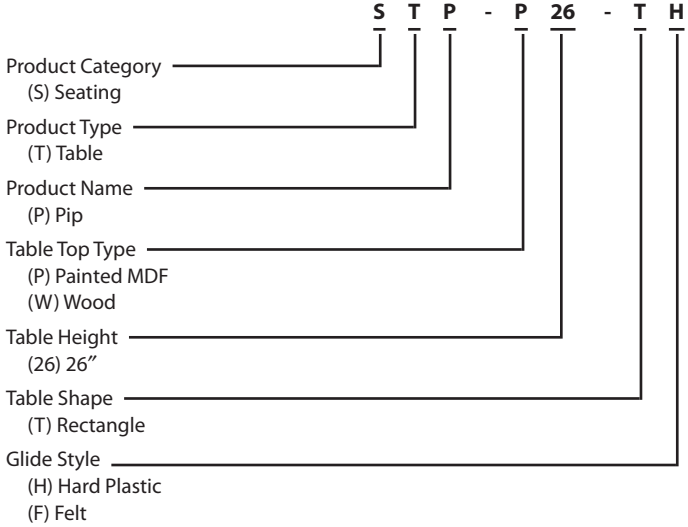 S T P - P 26 - T H
Product Category
(S) Seating
Product Type
(T) Table
Product Name
(P) Pip
Table Top Type
(P) Painted MDF
(W) Wood
Table Height
(26) 26″
Table Shape
(T) Rectangle
Glide Style
(H) Hard Plastic
(F) Felt